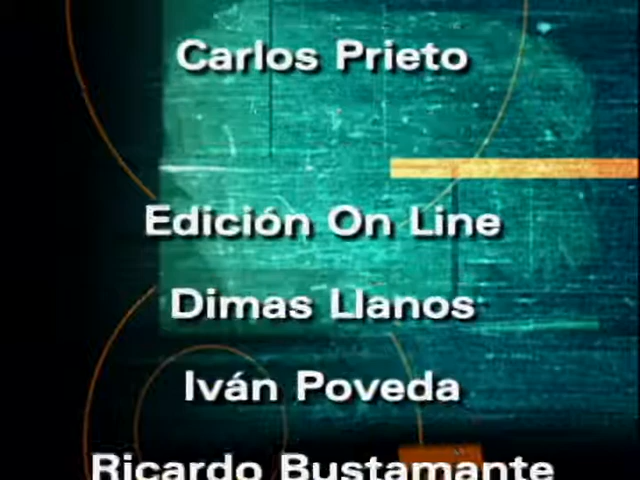 Carlos Prieto
Edición On Line
Dimas Llanos
Iván Poveda
Ricardo Bustamante